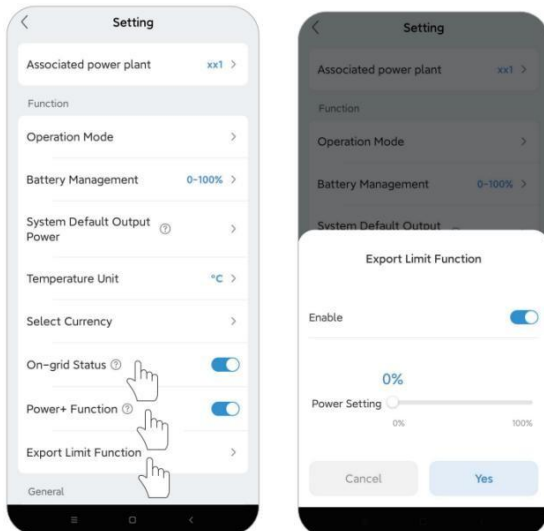 Setting
Associated power plant xx1 >
Function
Operation Mode >
Battery Management 0-100% >
System Default Output
Power ? >
Temperature Unit °C >
Select Currency >
On-grid Status ?
Power+ Function ?
Export Limit Function >
General
Setting
Associated power plant xx1 >
Function
Operation Mode >
Battery Management 0-100% >
System Default Output
Export Limit Function
Enable
0%
Power Setting
0% 100%
Cancel Yes